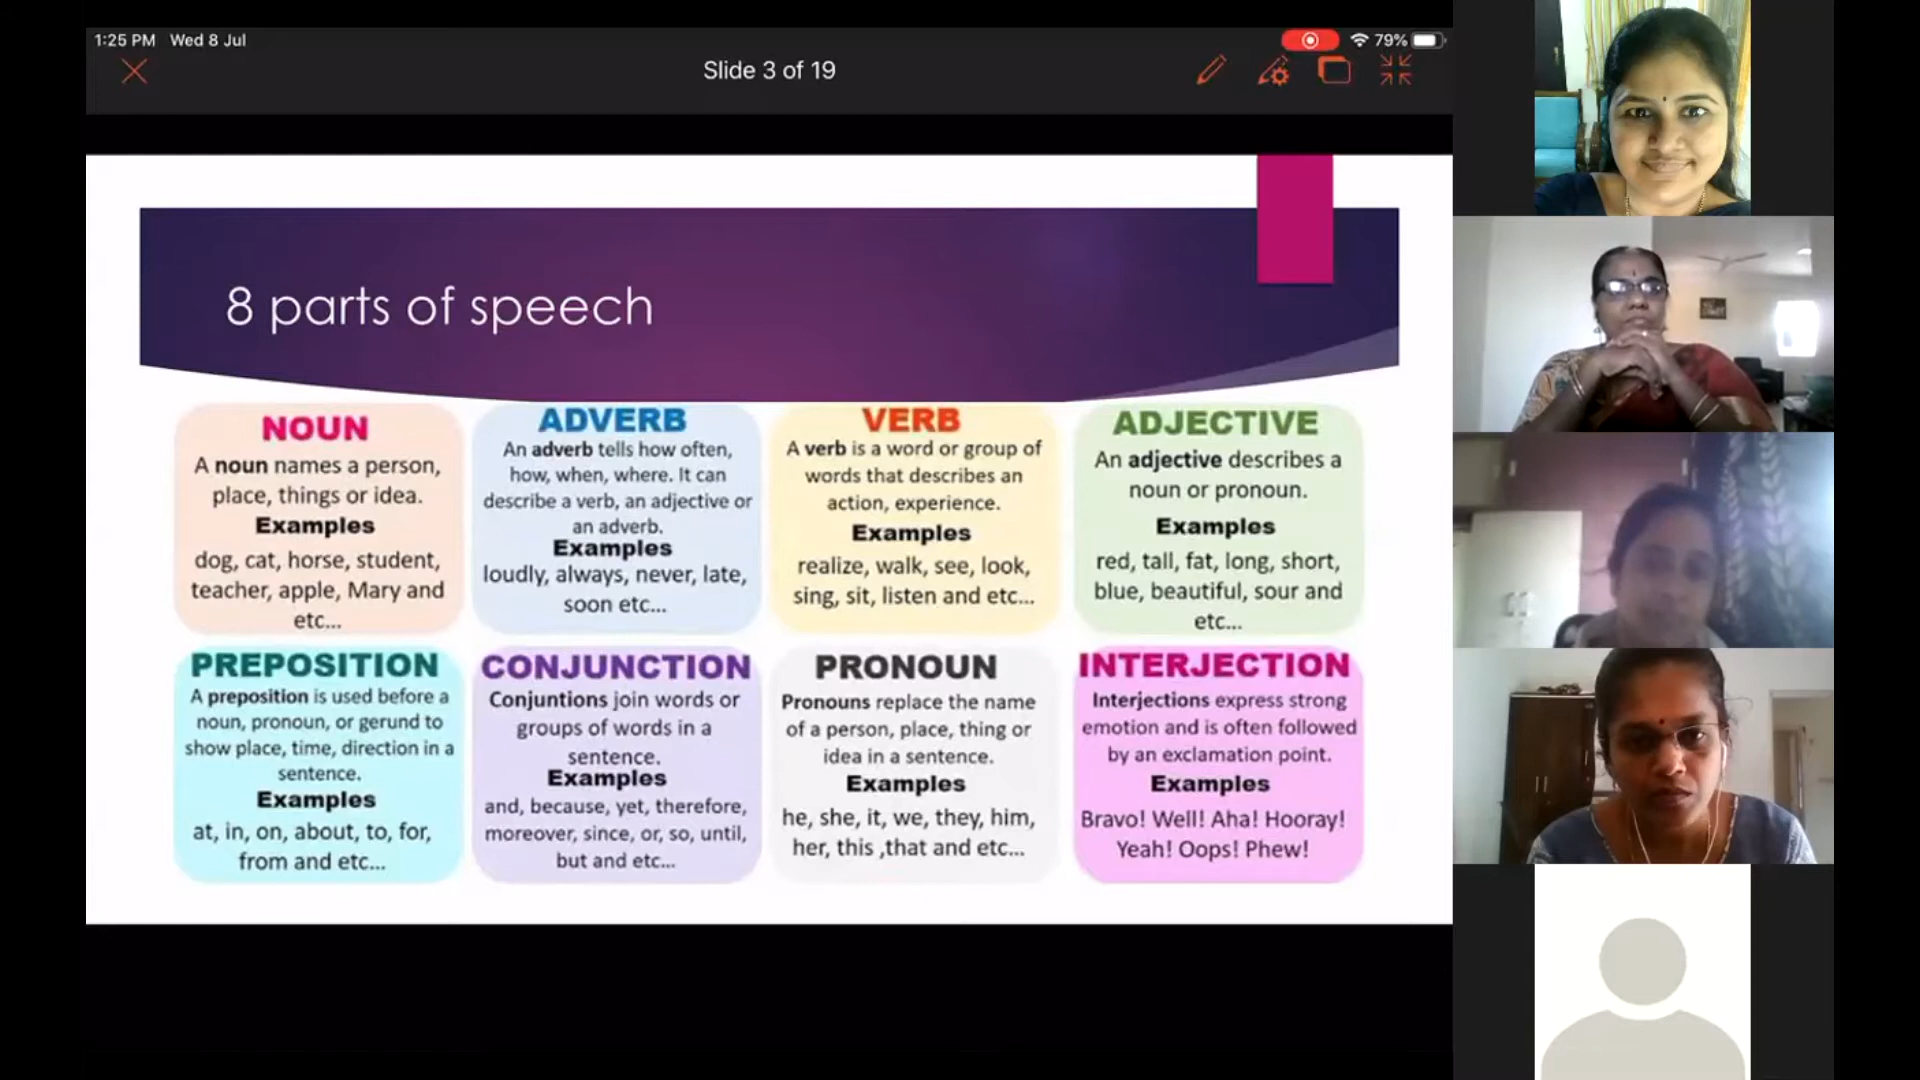 1:25 PM Wed 8 Jul
79%
Slide 3 of 19
8 parts of speech
NOUN
A noun names a person,
place, things or idea.
Examples
dog, cat, horse, student,
teacher, apple, Mary and
etc...
ADVERB
An adverb tells how often,
how, when, where. It can
describe a verb, an adjective or
an adverb.
Examples
loudly, always, never, late,
soon etc...
VERB
A verb is a word or group of
words that describes an
action, experience.
Examples
realize, walk, see, look,
sing, sit, listen and etc...
ADJECTIVE
An adjective describes a
noun or pronoun.
Examples
red, tall, fat, long, short,
blue, beautiful, sour and
etc...
PREPOSITION
A preposition is used before a
noun, pronoun, or gerund to
show place, time, direction in a
sentence.
Examples
at, in, on, about, to, for,
from and etc...
CONJUNCTION
Conjuntions join words or
groups of words in a
sentence.
Examples
and, because, yet, therefore,
moreover, since, or, so, until,
but and etc...
PRONOUN
Pronouns replace the name
of a person, place, thing or
idea in a sentence.
Examples
he, she, it, we, they, him,
her, this ,that and etc...
INTERJECTION
Interjections express strong
emotion and is often followed
by an exclamation point.
Examples
Bravo! Well! Aha! Hooray!
Yeah! Oops! Phew!